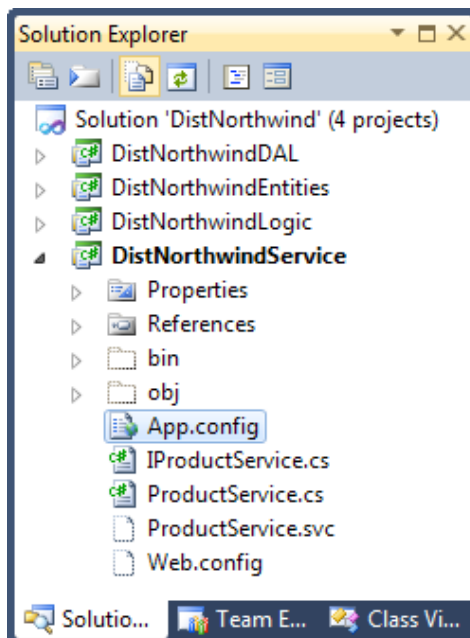 Solution Explorer
Solution 'DistNorthwind' (4 projects)
DistNorthwindDAL
DistNorthwindEntities
DistNorthwindLogic
DistNorthwindService
Properties
References
bin
obj
App.config
IProductService.cs
ProductService.cs
ProductService.svc
Web.config
Solutio... Team E... Class Vi...